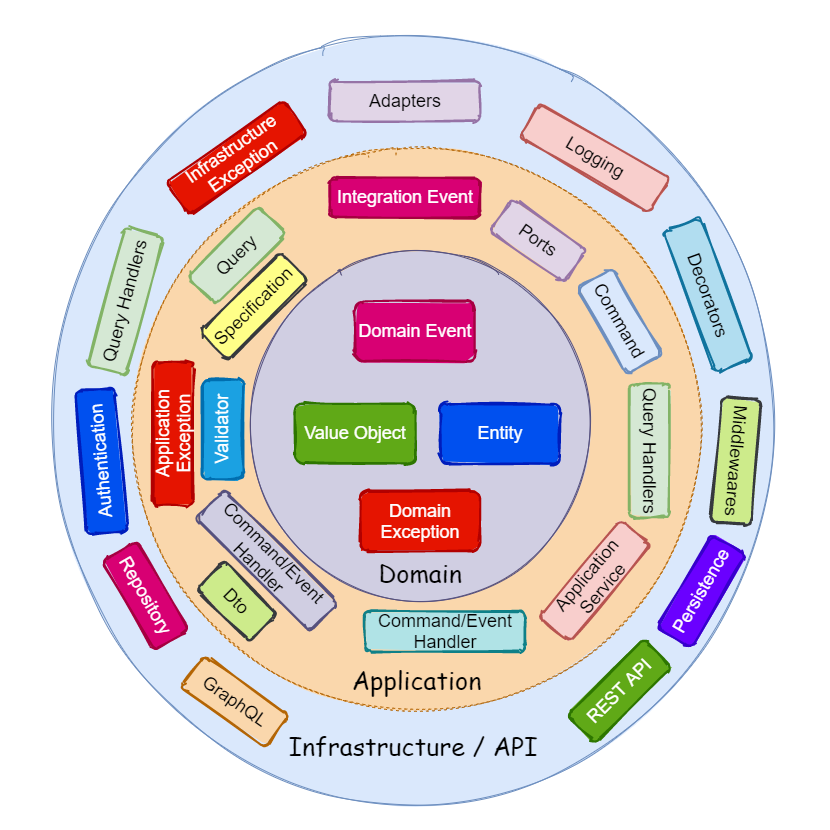 Adapters
Logging
Infrastructure
Exception
Integration Event
Ports
Query
Specification
Query Handlers
Decorators
Command
Domain Event
Application
Exception
Validator
Authentication
Value Object
Entity
Query Handlers
Middlewaares
Domain
Exception
Domain
Command/Event
Handler
Dto
Repository
Application
Service
Persistence
Command/Event
Handler
Application
GraphQL
REST API
Infrastructure / API